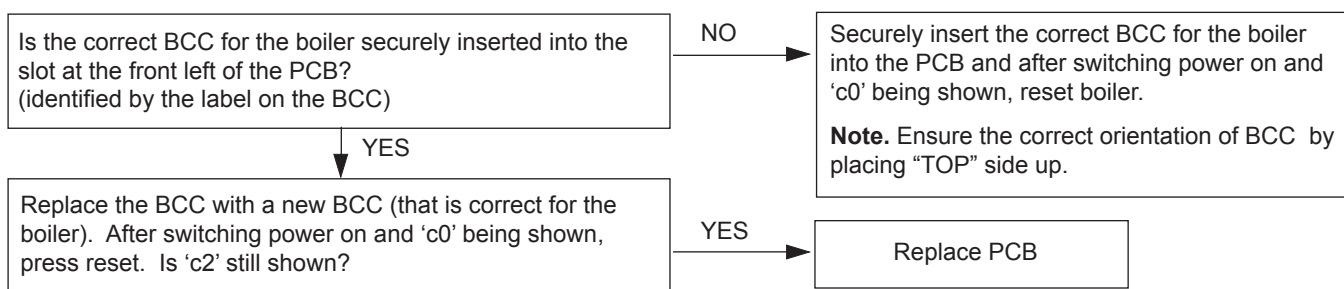 Is the correct BCC for the boiler securely inserted into the
slot at the front left of the PCB?
(identified by the label on the BCC)
NO
Securely insert the correct BCC for the boiler
into the PCB and after switching power on and
‘c0’ being shown, reset boiler.
Note. Ensure the correct orientation of BCC by
placing “TOP” side up.
YES
Replace the BCC with a new BCC (that is correct for the
boiler). After switching power on and ‘c0’ being shown,
press reset. Is ‘c2’ still shown?
YES
Replace PCB